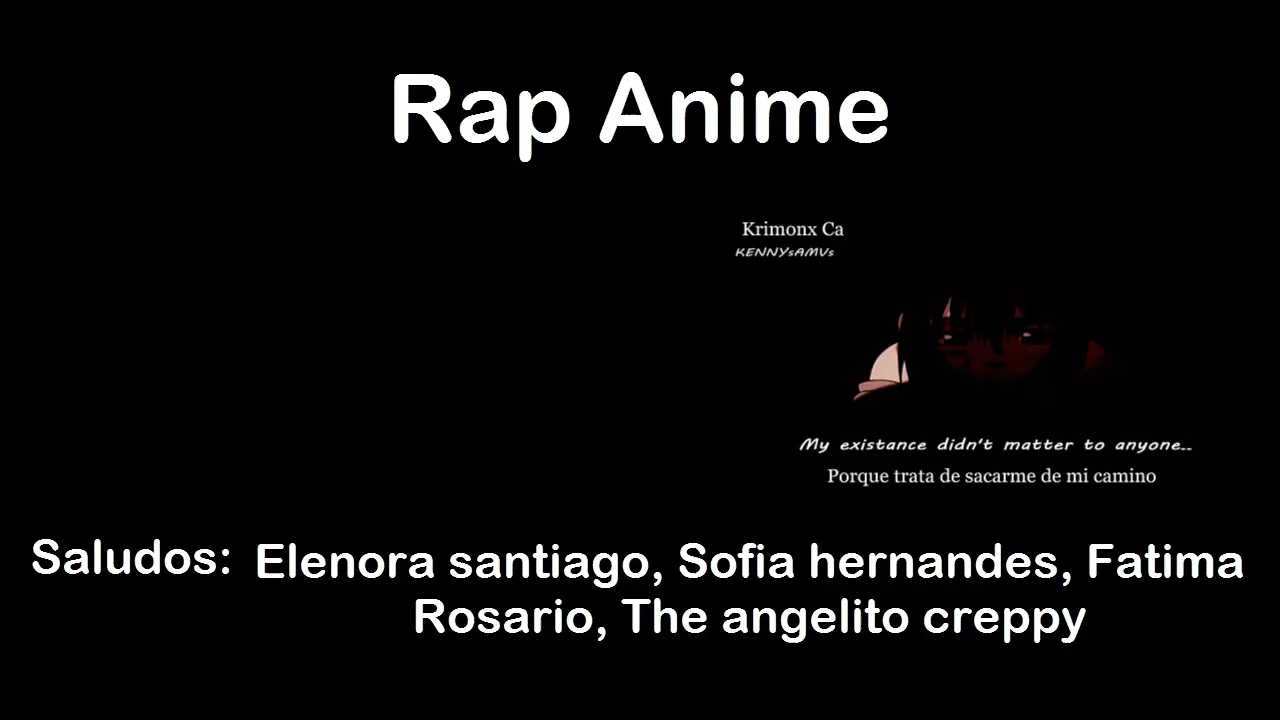 Rap Anime
Krimonx Ca
KENNYsAMVs
My existance didn't matter to anyone..
Porque trata de sacarme de mi camino
Saludos: Elenora santiago, Sofia hernandes, Fatima
Rosario, The angelito creppy